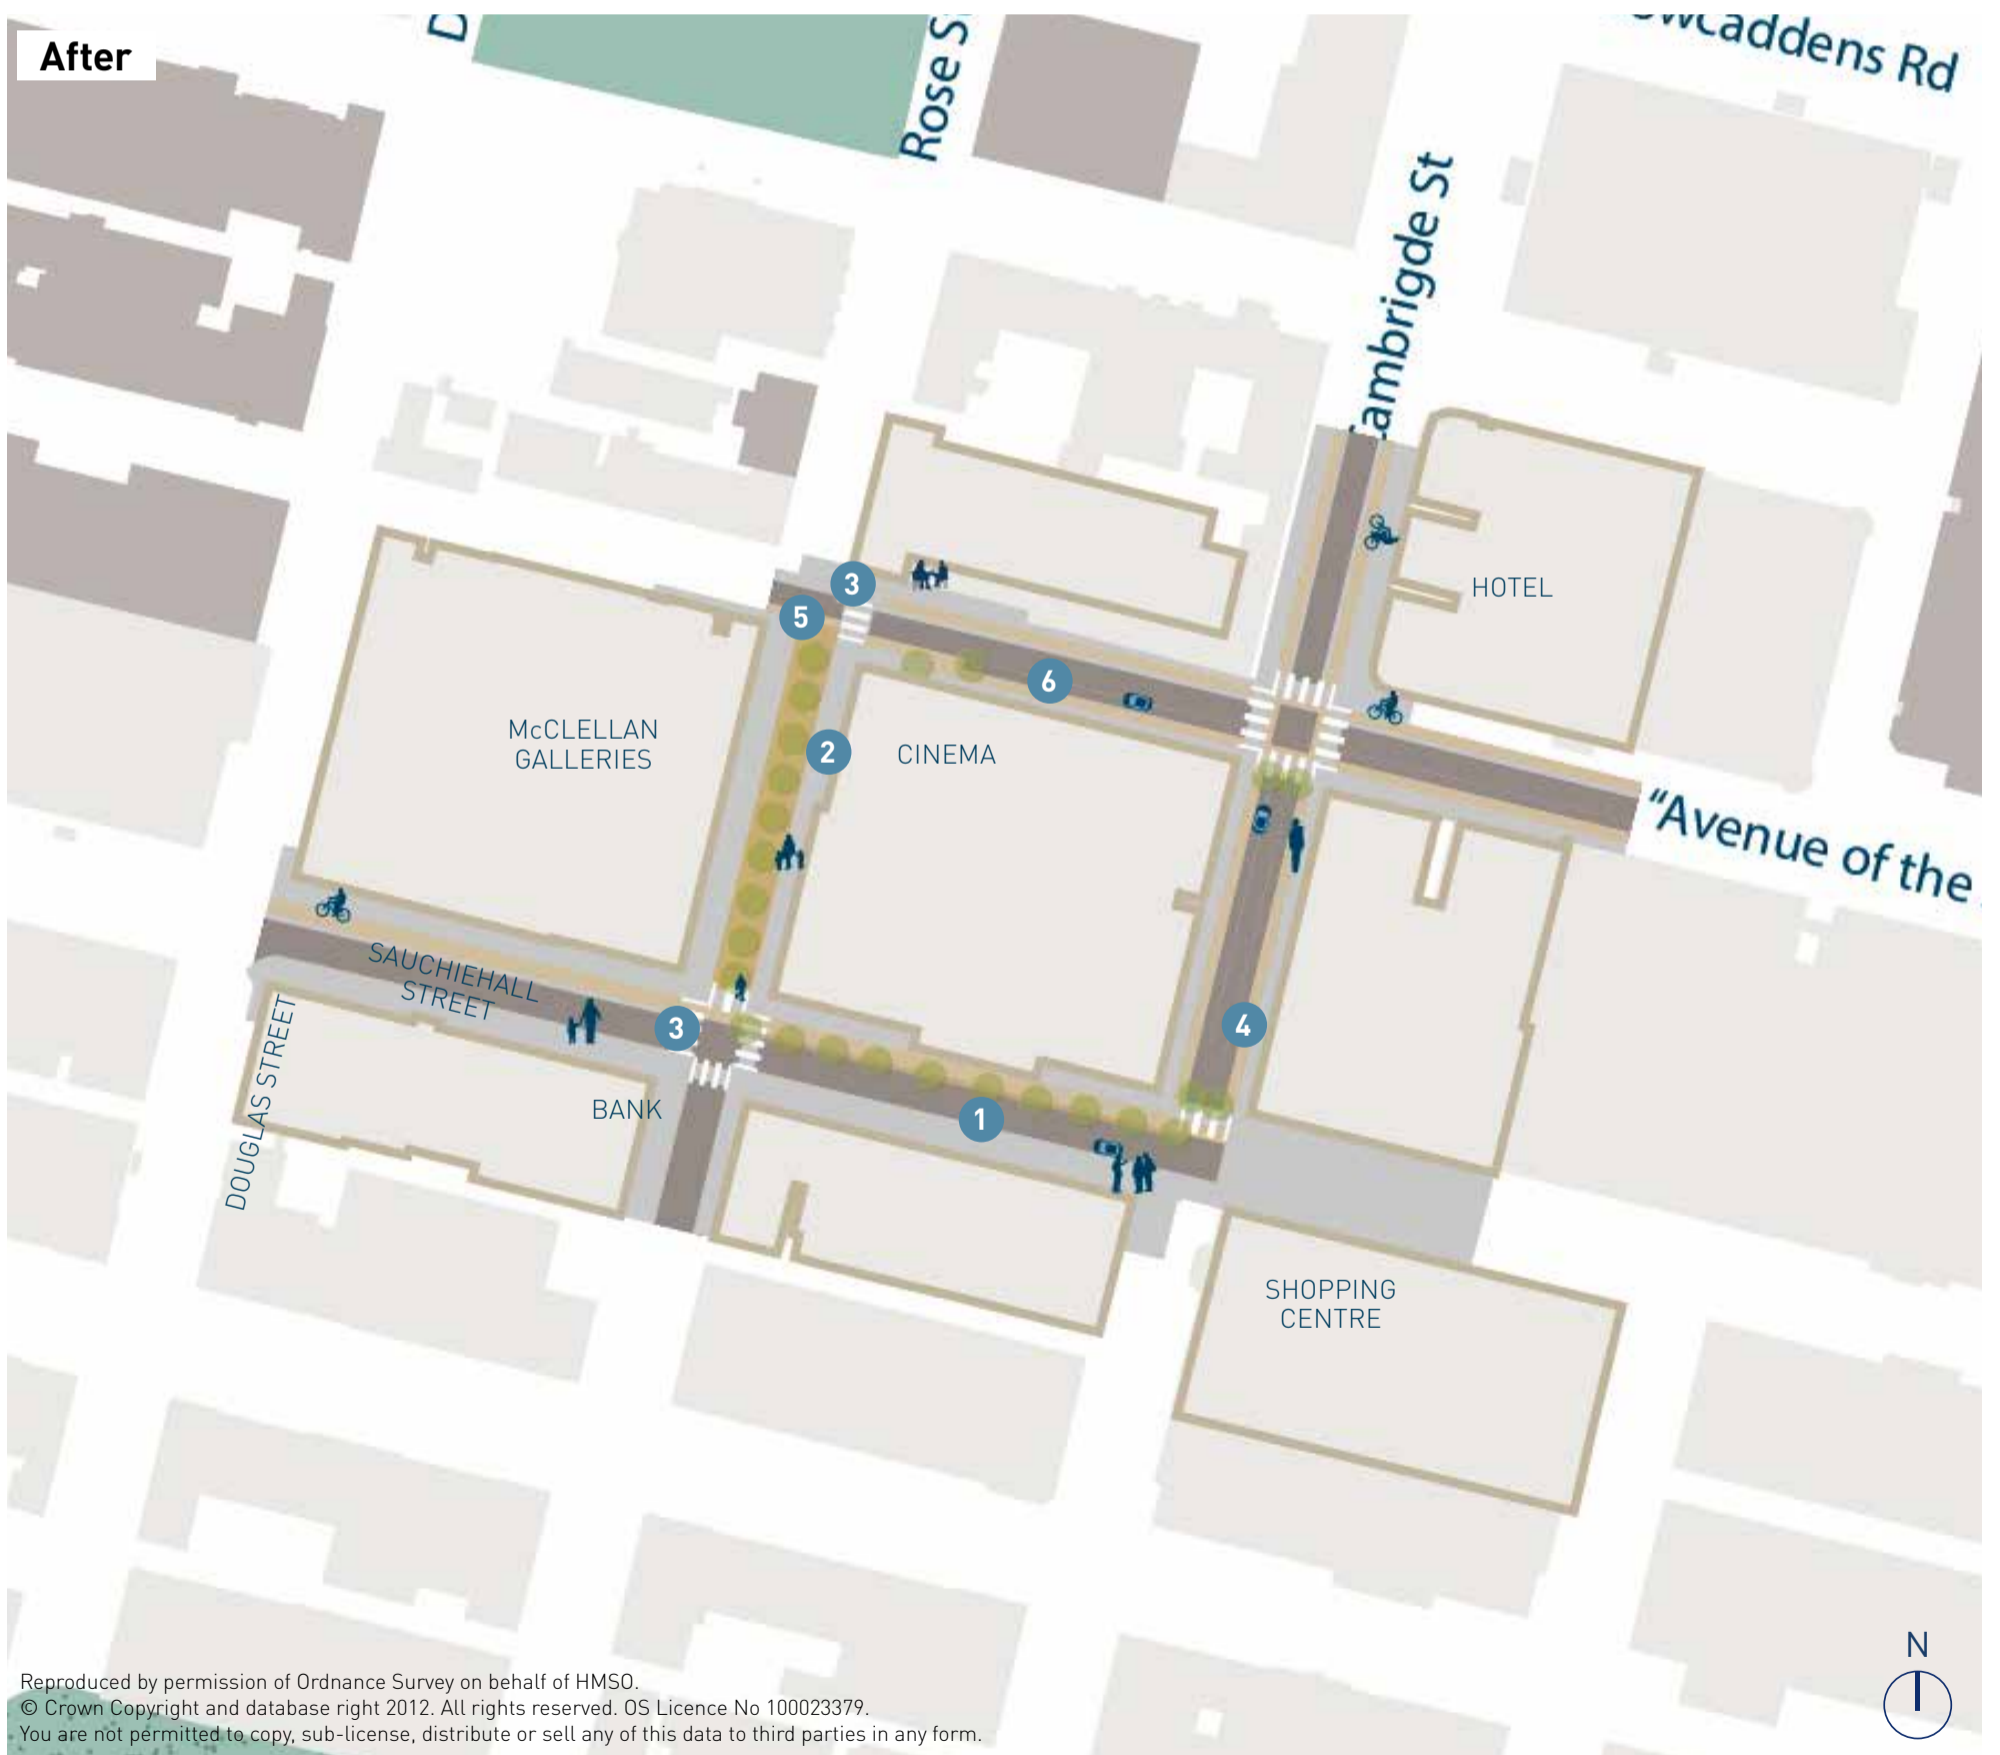 After
Rose S
wcaddens Rd
ambrigde St
HOTEL
3
5
6
McCLELLAN
GALLERIES
2
CINEMA
"Avenue of the
SAUCHIEHALL
STREET
3
4
DOUGLAS STREET
BANK
1
SHOPPING
CENTRE
N
Reproduced by permission of Ordnance Survey on behalf of HMSO.
© Crown Copyright and database right 2012. All rights reserved. OS Licence No 100023379.
You are not permitted to copy, sub-license, distribute or sell any of this data to third parties in any form.